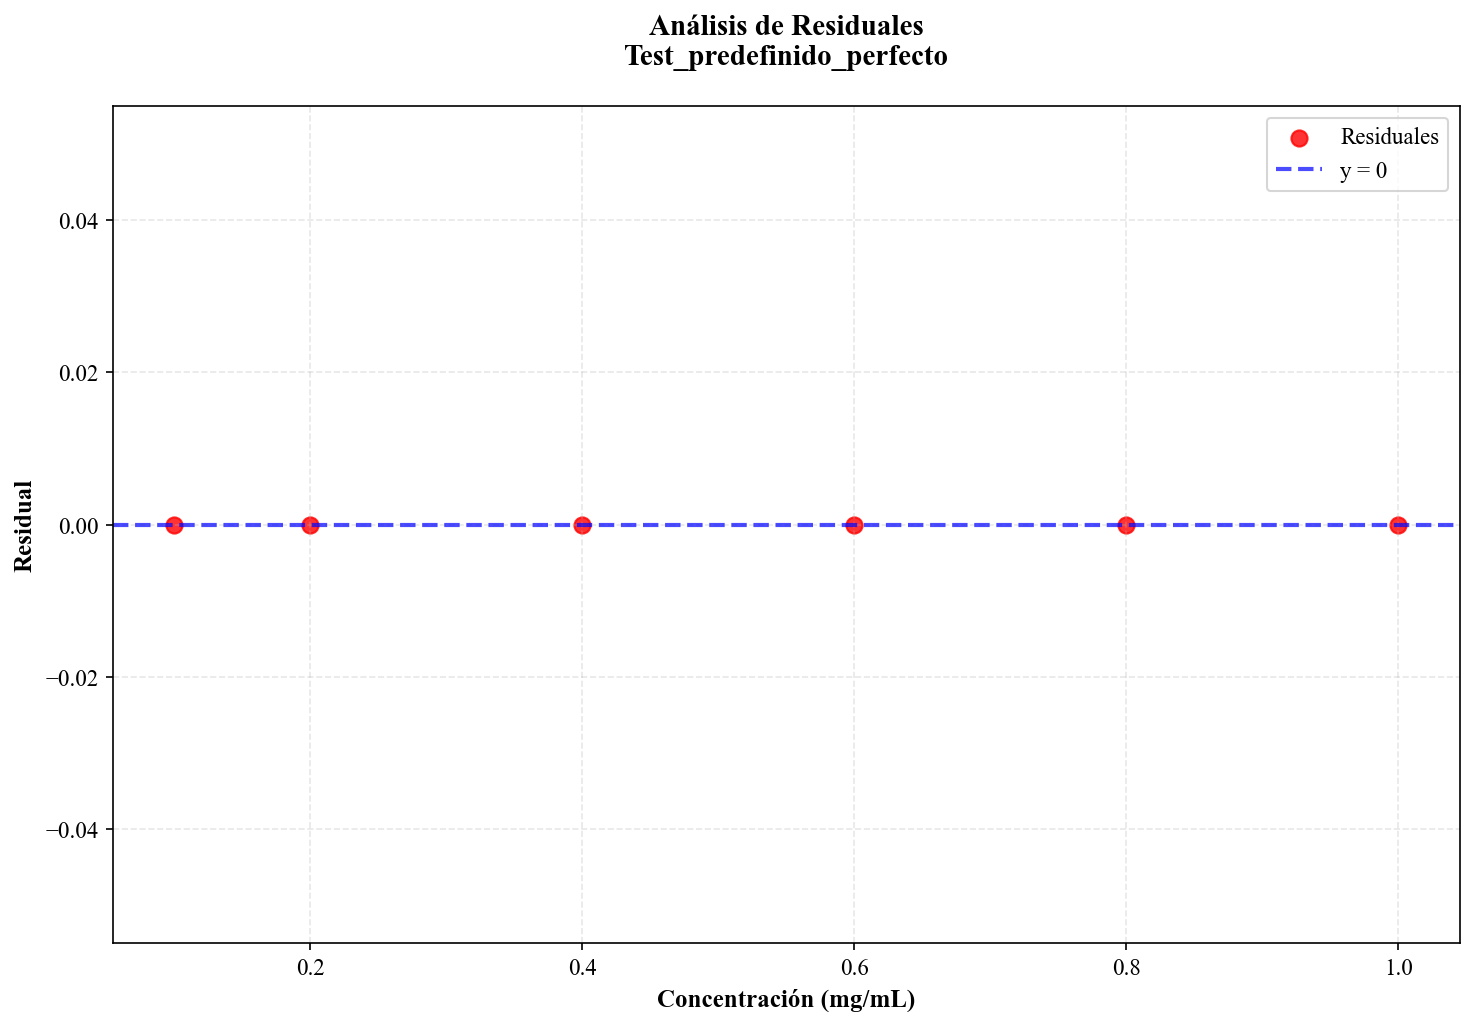 Análisis de Residuales
Test_predefinido_perfecto
Residuales
y = 0
0.04
0.02
0.00
−0.02
−0.04
Residual
0.2
0.4
0.6
0.8
1.0
Concentración (mg/mL)